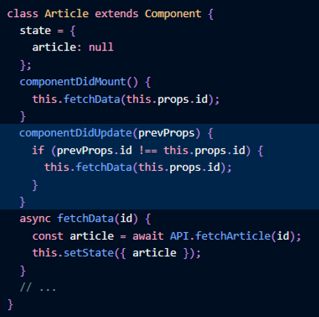 class Article extends Component {
  state = {
    article: null
  };
  componentDidMount() {
    this.fetchData(this.props.id);
  }
  componentDidUpdate(prevProps) {
    if (prevProps.id !== this.props.id) {
      this.fetchData(this.props.id);
    }
  }
  async fetchData(id) {
    const article = await API.fetchArticle(id);
    this.setState({ article });
  }
  // ...
}